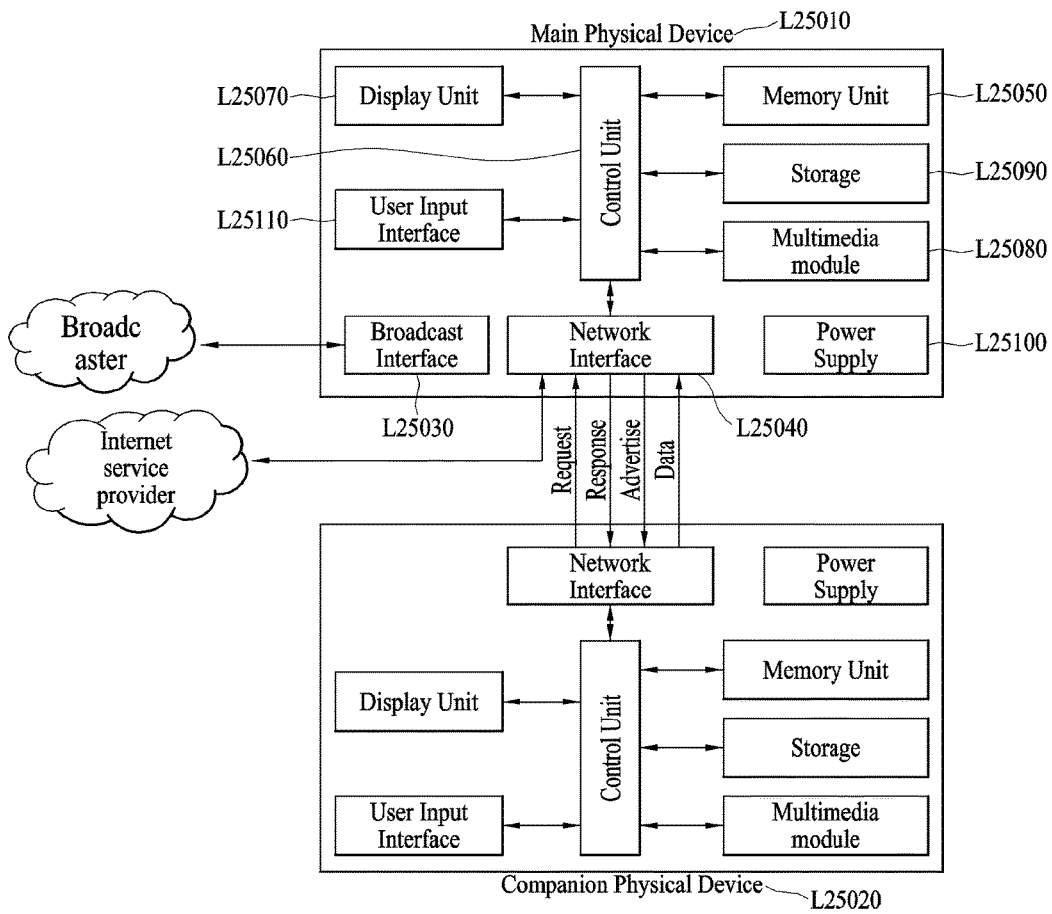 Main Physical Device
L25010
L25070
Display Unit
Control Unit
Memory Unit
L25050
L25060
Storage
L25090
L25110
User Input
Interface
Multimedia
module
L25080
Broadc
aster
Broadcast
Interface
Network
Interface
Power
Supply
L25100
L25030
L25040
Internet
service
provider
Request
Response
Advertise
Data
Network
Interface
Power
Supply
Display Unit
Control Unit
Memory Unit
Storage
User Input
Interface
Multimedia
module
Companion Physical Device
L25020